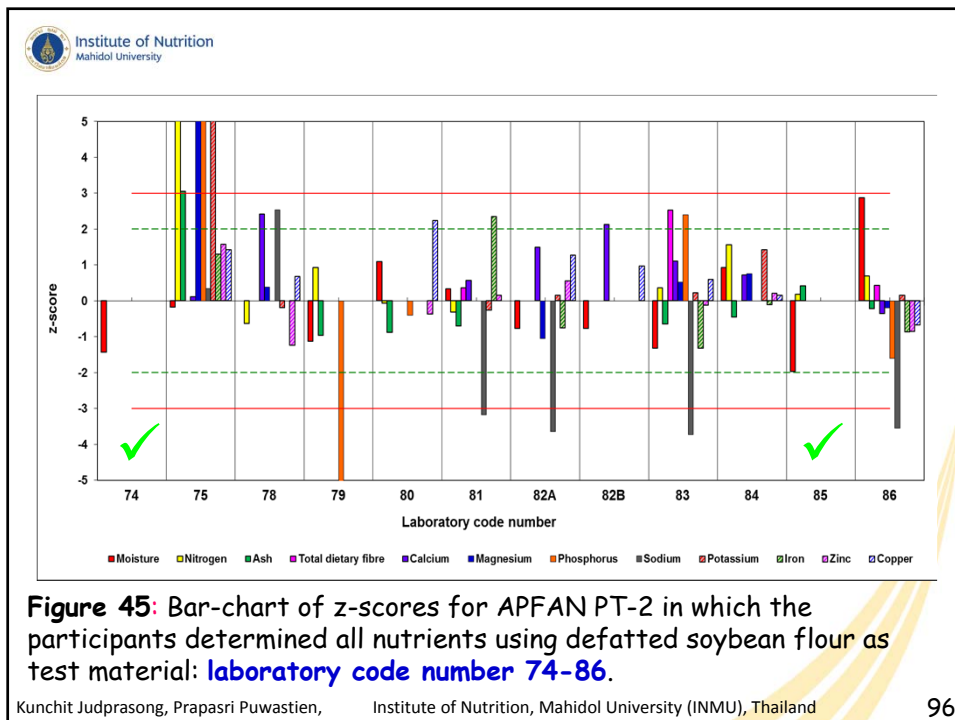 Institute of Nutrition
Mahidol University
5
4
3
2
1
0
-1
-2
-3
-4
-5
z-score
74 75 78 79 80 81 82A 82B 83 84 85 86
Laboratory code number
Moisture Nitrogen Ash Total dietary fibre Calcium Magnesium Phosphorus Sodium Potassium Iron Zinc Copper
Figure 45: Bar-chart of z-scores for APFAN PT-2 in which the
participants determined all nutrients using defatted soybean flour as
test material: laboratory code number 74-86.
Kunchit Judprasong, Prapasri Puwastien, Institute of Nutrition, Mahidol University (INMU), Thailand 96